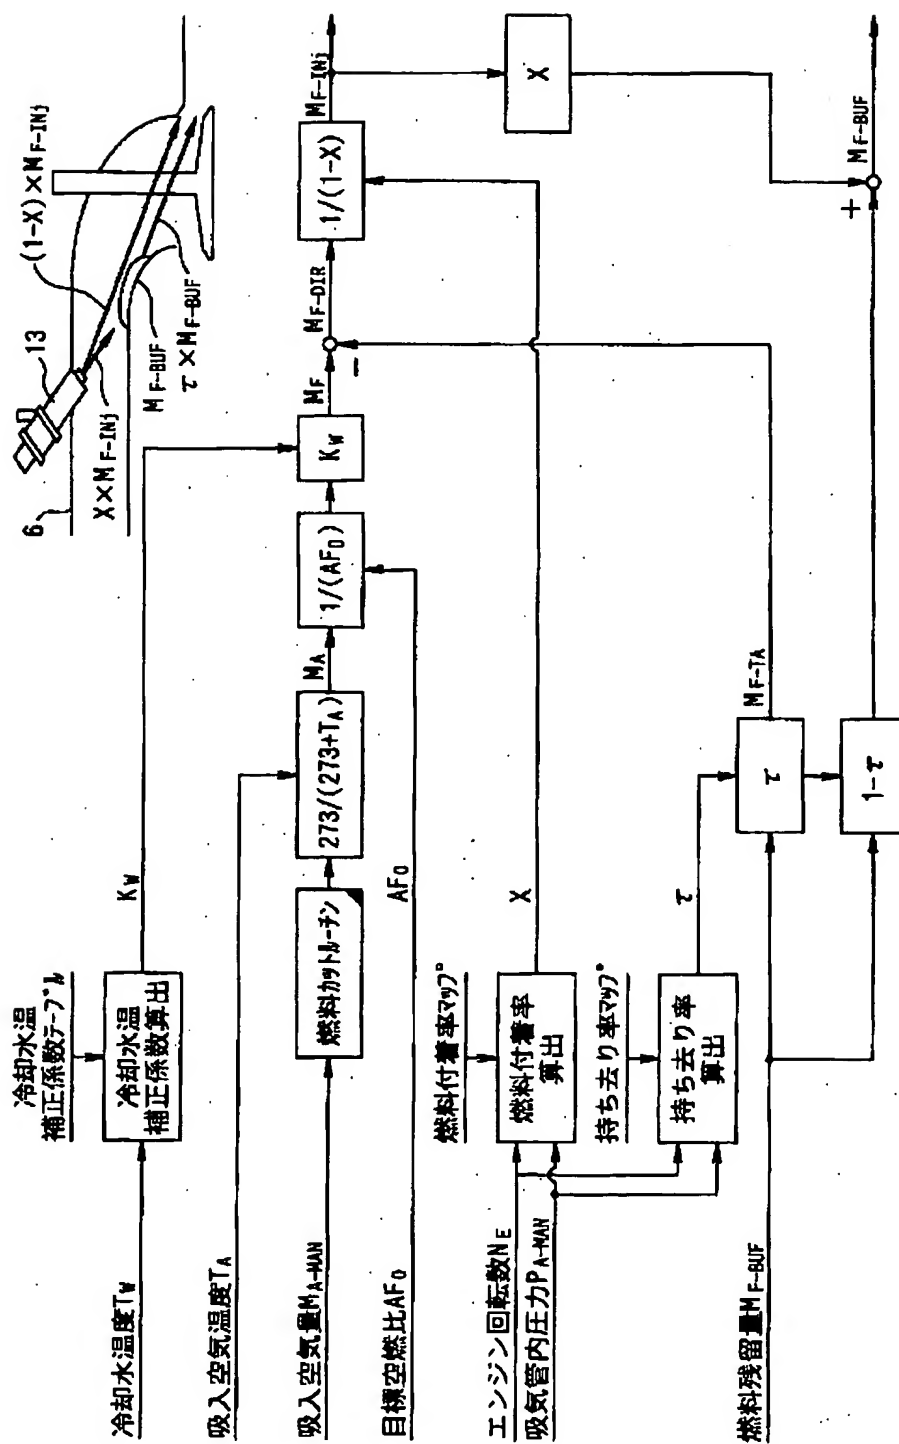 6
13
X×MF-INj
(1-X)×MF-INj
MF-BUF
τ×MF-BUF
冷却水温度TW
冷却水温
補正係数テーブル
冷却水温
補正係数算出
KW
吸入空気温度TA
吸入空気量MA-MAN
燃料カットルーチン
273/(273+TA)
MA
1/(AF0)
KW
MF
−
MF-DIR
1/(1-X)
MF-INj
目標空燃比AF0
AF0
X
エンジン回転数NE
吸気管内圧力PA-MAN
燃料付着率マップ
燃料付着率
算出
X
持ち去り率マップ
持ち去り率
算出
τ
燃料残留量MF-BUF
τ
MF-TA
1-τ
+
MF-BUF